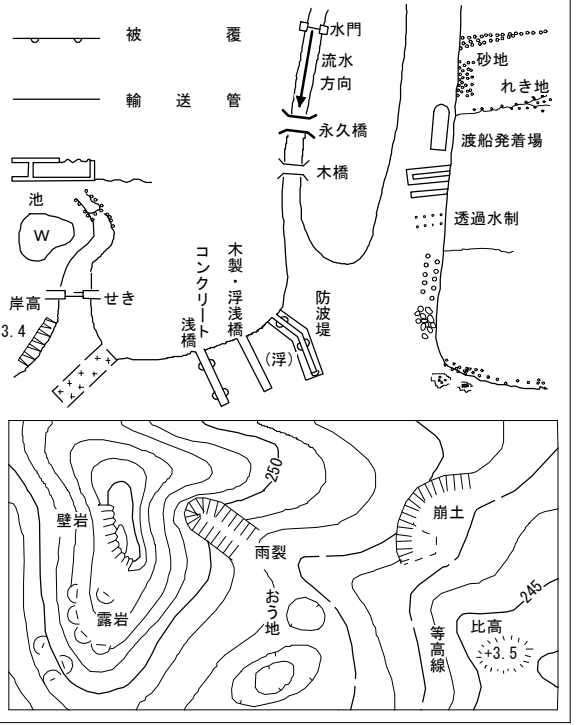 被覆
輸送管
水門
流水
方向
永久橋
木橋
砂地
れき地
渡船発着場
透過水制
池
W
岸高
3.4
せき
コンクリート
浅橋
木製・浮浅橋
(浮)
防波堤
250
壁岩
露岩
雨裂
おう地
崩土
等高線
245
比高
+3.5